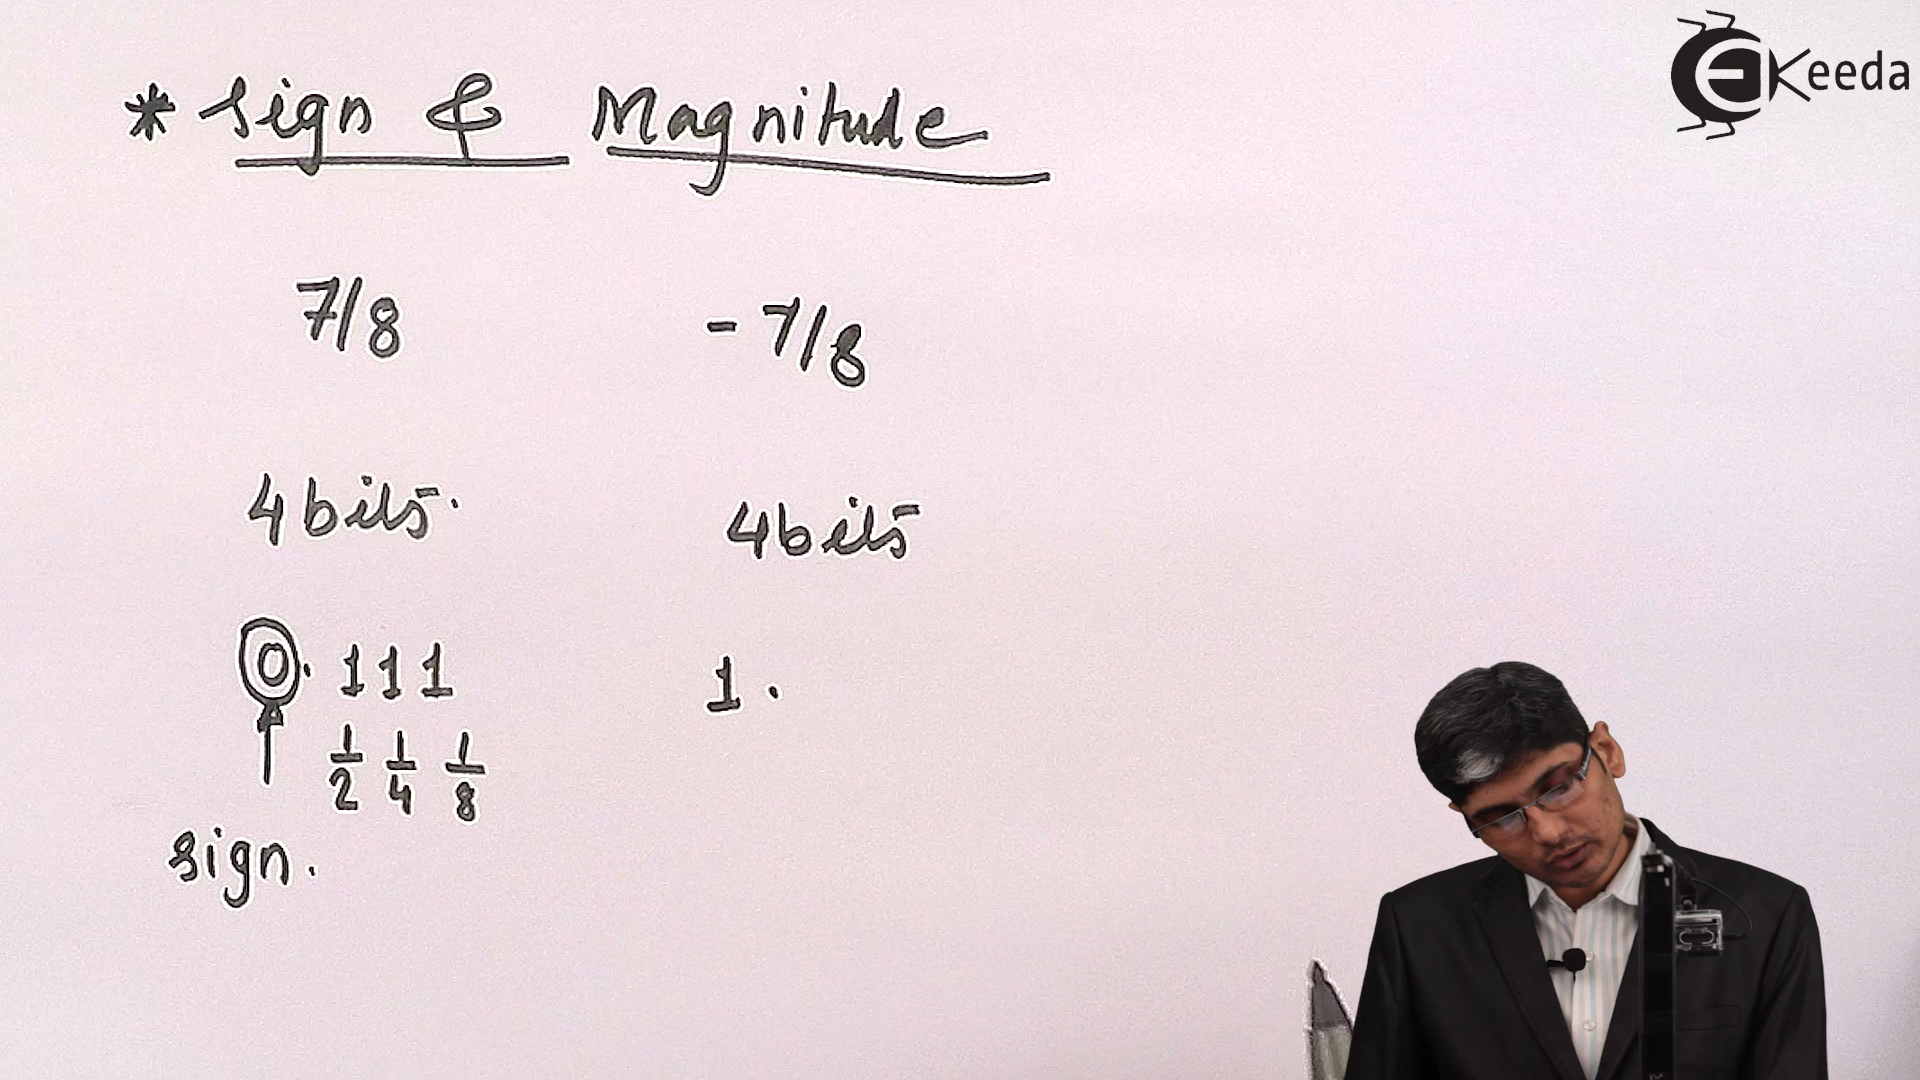 EKeeda
* Sign & Magnitude
7/8 - 7/8
4 bits. 4 bits
0. 1 1 1 1.
1/2 1/4 1/8
sign.